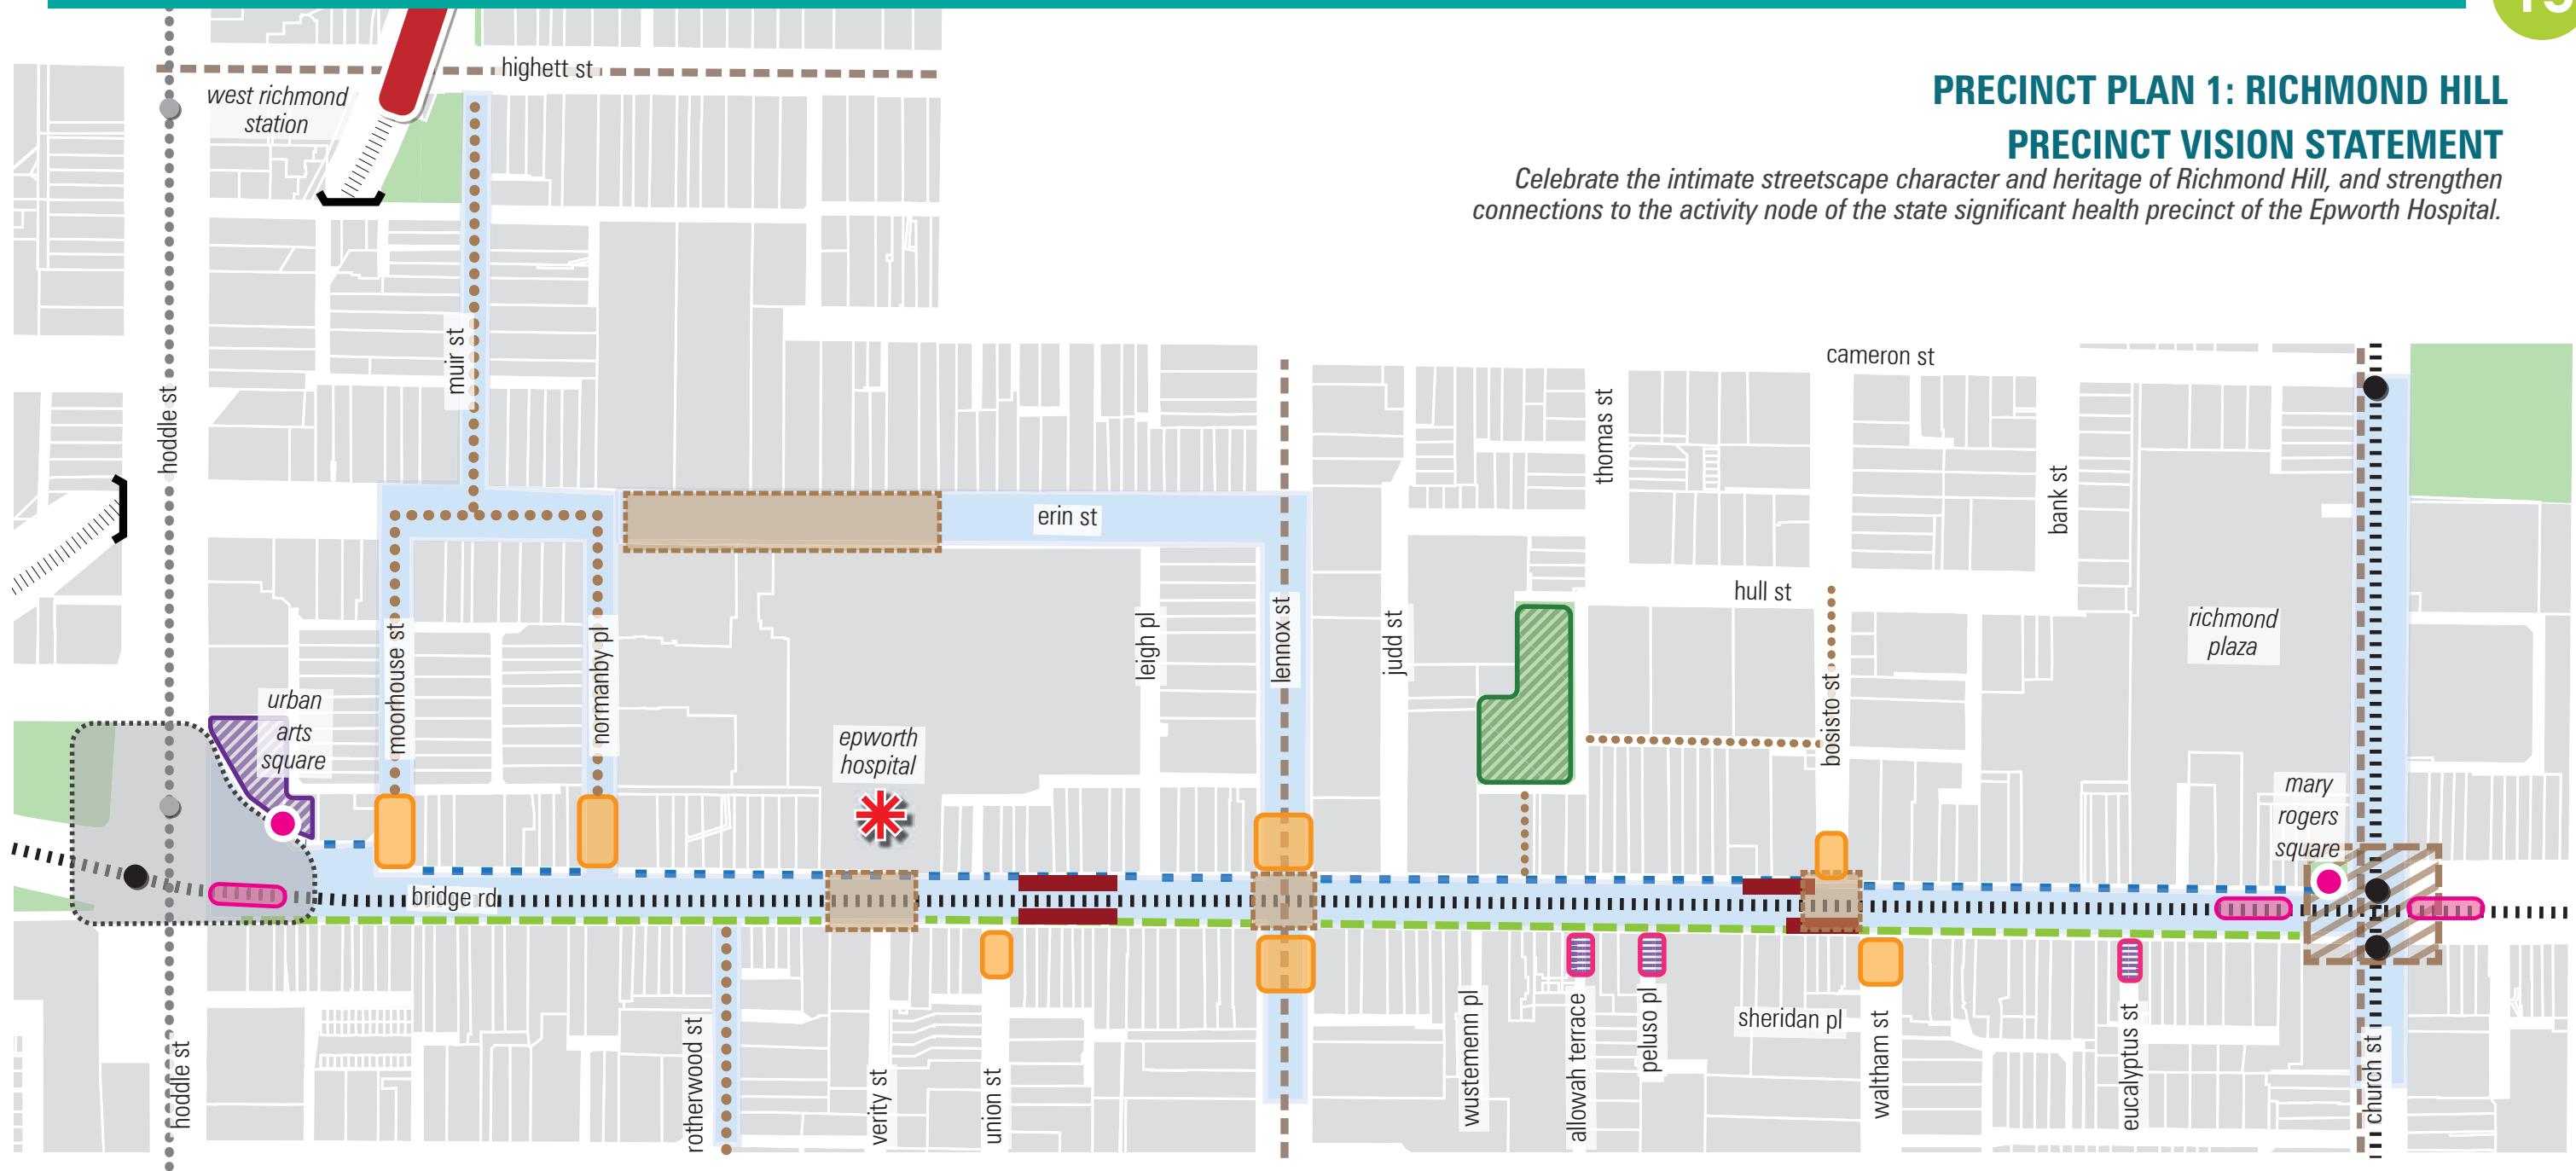 PRECINCT PLAN 1: RICHMOND HILL
PRECINCT VISION STATEMENT
Celebrate the intimate streetscape character and heritage of Richmond Hill, and strengthen
connections to the activity node of the state significant health precinct of the Epworth Hospital.
highett st
west richmond
station
muir st
hoddle st
cameron st
thomas st
bank st
erin st
hull st
moorhouse st
normanby pl
leigh pl
lennox st
judd st
bosisto st
richmond
plaza
urban
arts
square
epworth
hospital
mary
rogers
square
bridge rd
hoddle st
rotherwood st
verity st
union st
wustemenn pl
allowah terrace
peluso pl
sheridan pl
waltham st
eucalyptus st
church st